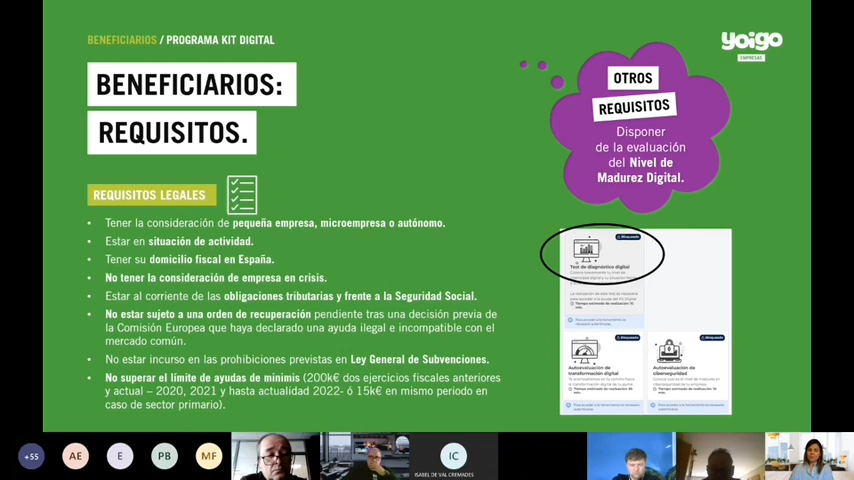 BENEFICIARIOS / PROGRAMA KIT DIGITAL
yoigo
EMPRESAS
BENEFICIARIOS:
REQUISITOS.
OTROS
REQUISITOS
Disponer
de la evaluación
del Nivel de
Madurez Digital.
REQUISITOS LEGALES
• Tener la consideración de pequeña empresa, microempresa o autónomo.
• Estar en situación de actividad.
• Tener su domicilio fiscal en España.
• No tener la consideración de empresa en crisis.
• Estar al corriente de las obligaciones tributarias y frente a la Seguridad Social.
• No estar sujeto a una orden de recuperación pendiente tras una decisión previa de
la Comisión Europea que haya declarado una ayuda ilegal e incompatible con el
mercado común.
• No estar incurso en las prohibiciones previstas en Ley General de Subvenciones.
• No superar el límite de ayudas de minimis (200k€ dos ejercicios fiscales anteriores
y actual – 2020, 2021 y hasta actualidad 2022- ó 15k€ en mismo periodo en
caso de sector primario).
Test de diagnóstico digital
Autoevaluación de
transformación digital
Autoevaluación de
ciberseguridad
+55
AE
E
PB
MF
IC
ISABEL DE VAL CREMADES